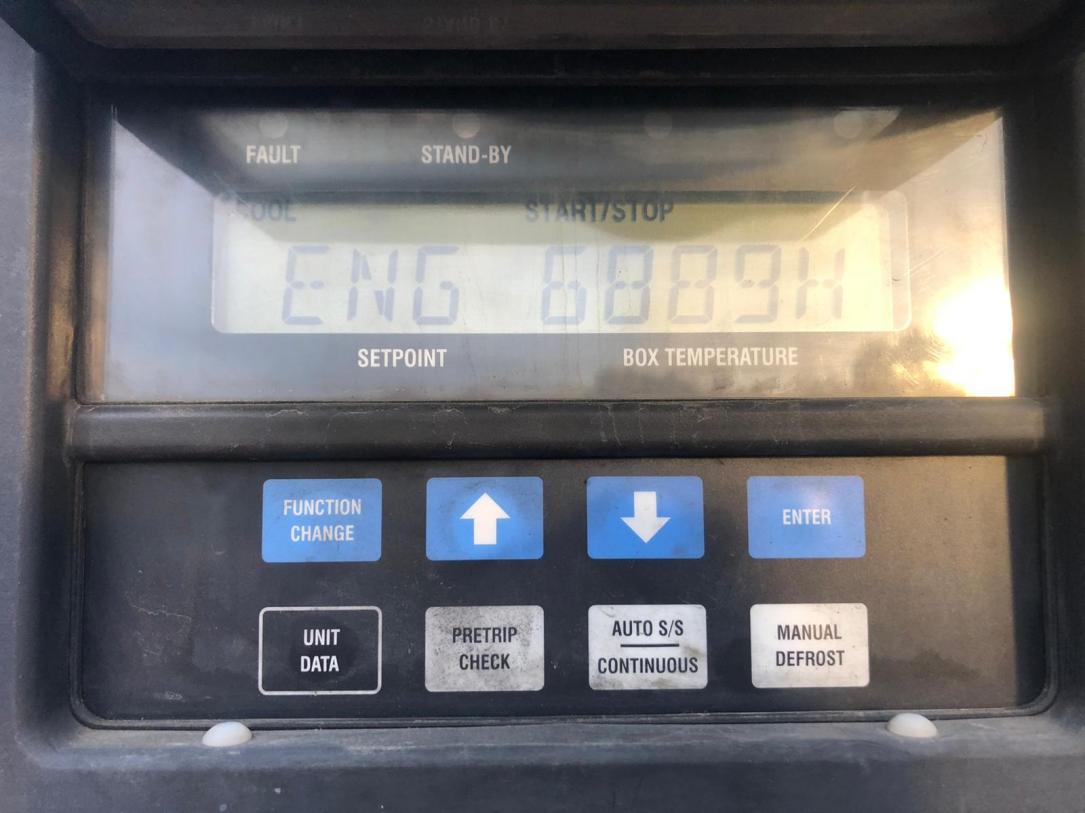 FAULT STAND-BY
COOL START/STOP
ENG 6889H
SETPOINT BOX TEMPERATURE
FUNCTION
CHANGE
ENTER
UNIT
DATA
PRETRIP
CHECK
AUTO S/S
CONTINUOUS
MANUAL
DEFROST